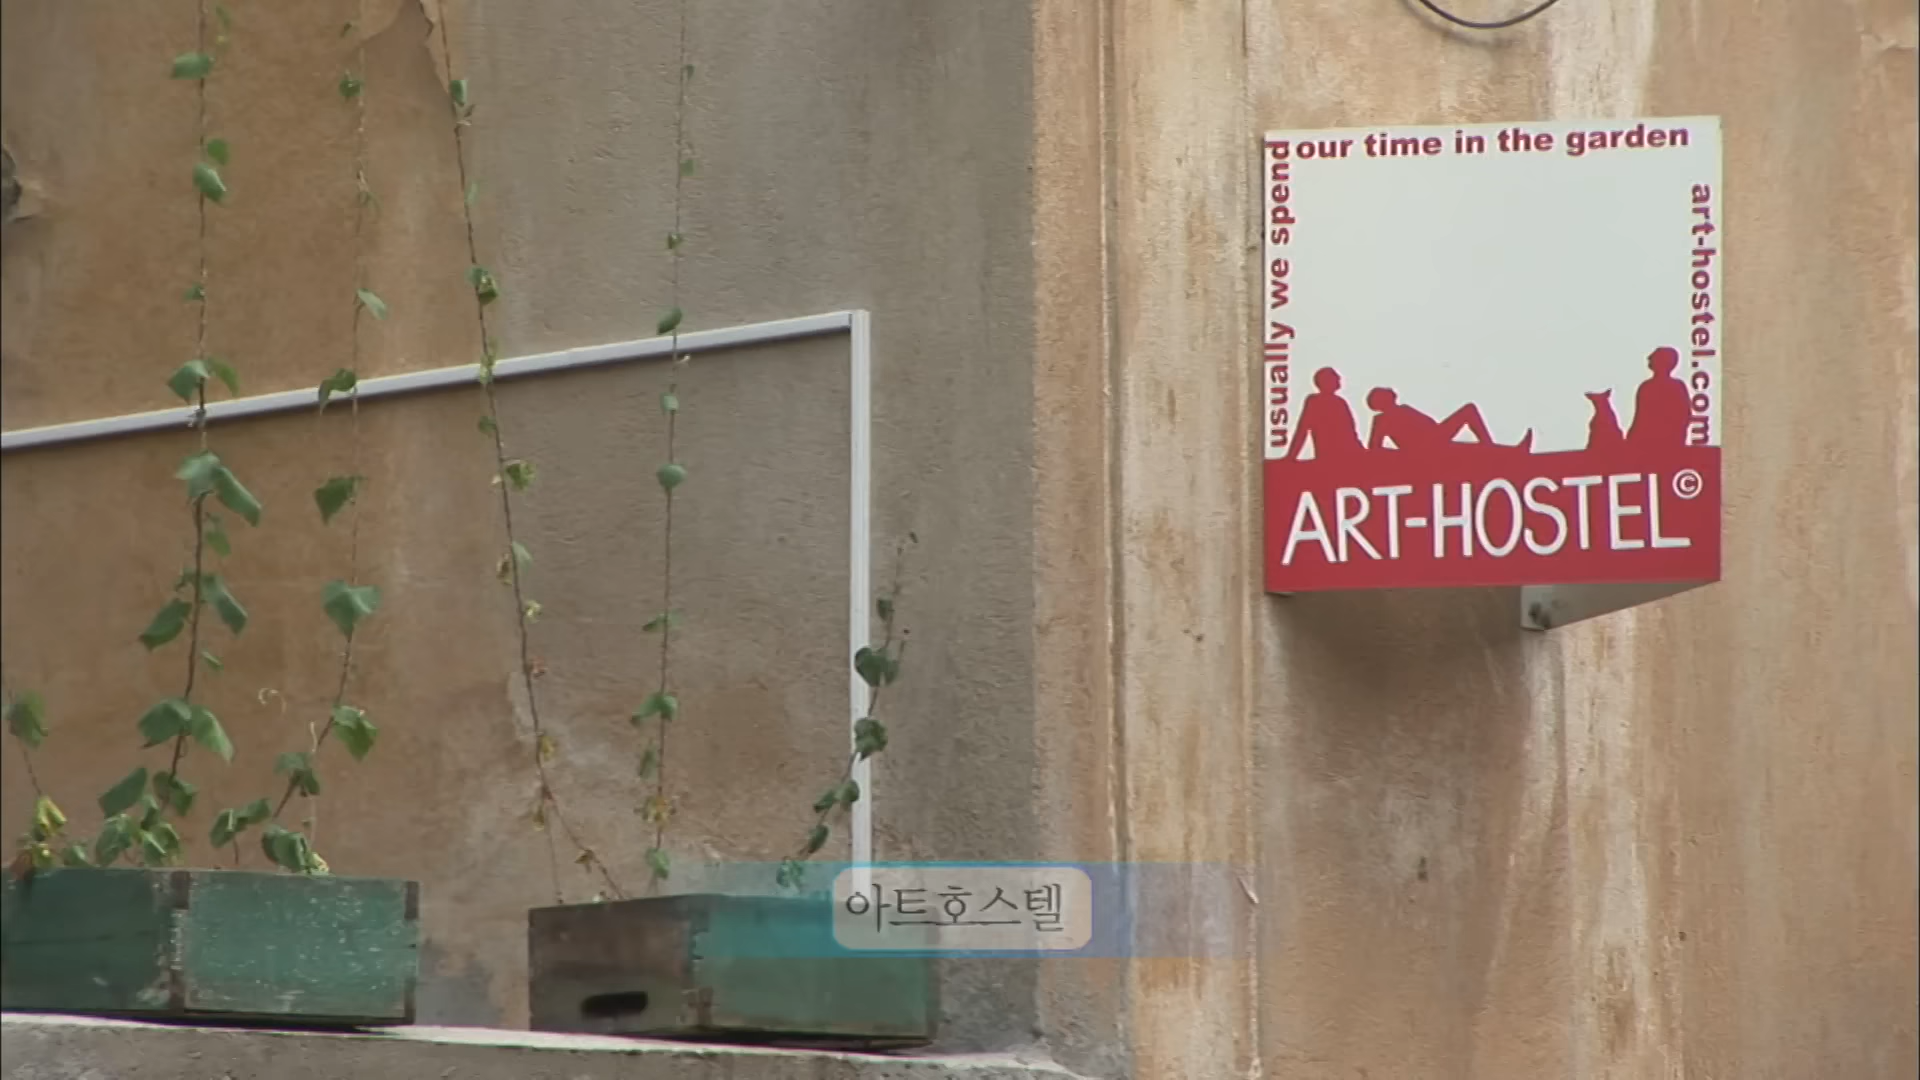 usually we spend
our time in the garden
art-hostel.com
ART-HOSTEL©
아트호스텔